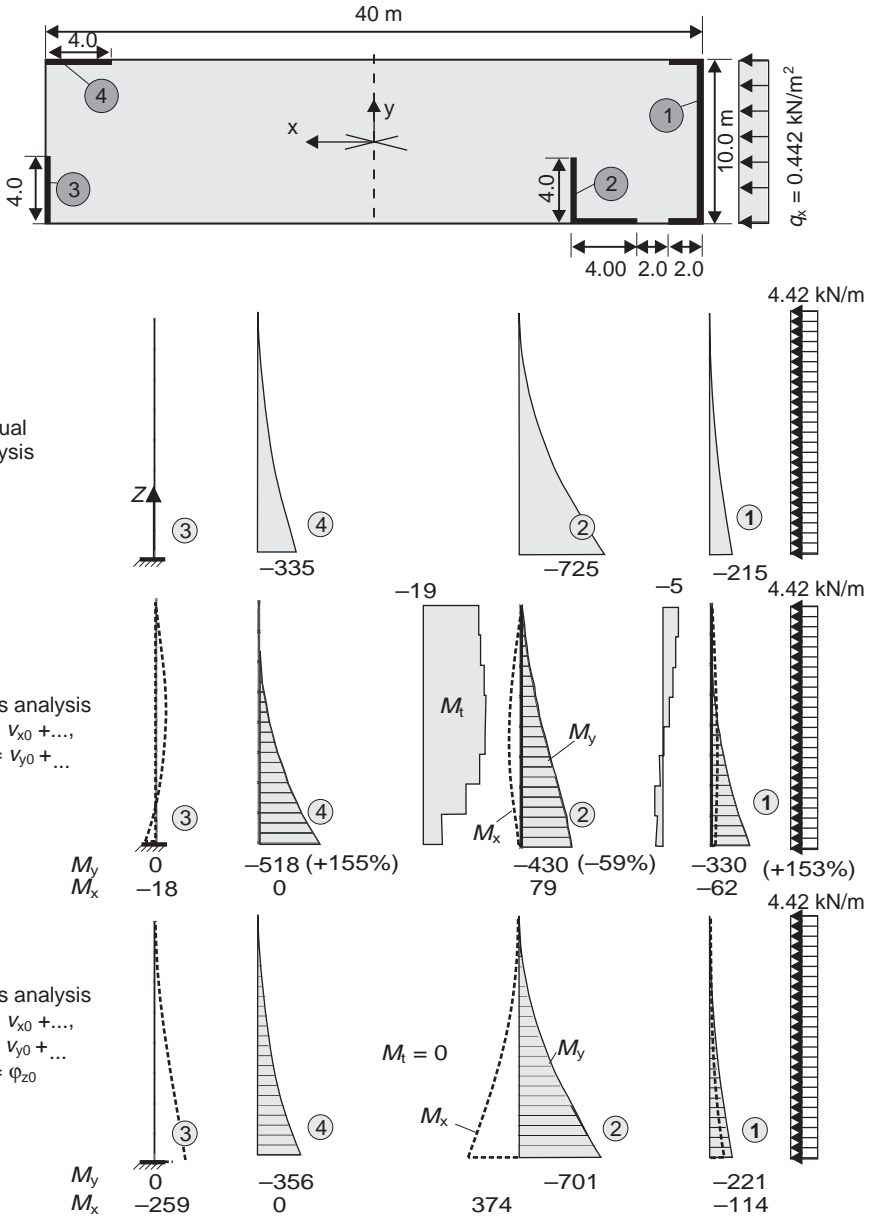 40 m
4.0
4
y
x
1
10.0 m
qx = 0.442 kN/m²
4.0
3
4.0
2
4.00 2.0 2.0
4.42 kN/m
ual
ysis
Z
3
4
2
1
−335
−725
−215
4.42 kN/m
−19
−5
s analysis
vx0 +...,
= vy0 + ...
Mt
My
Mx
3
4
2
1
My 0 −518 (+155%) −430 (−59%) −330 (+153%)
Mx −18 0 79 −62
4.42 kN/m
s analysis
vx0 +...,
vy0 + ...
= φz0
Mt = 0
My
Mx
3
4
2
1
My 0 −356 −701 −221
Mx −259 0 374 −114